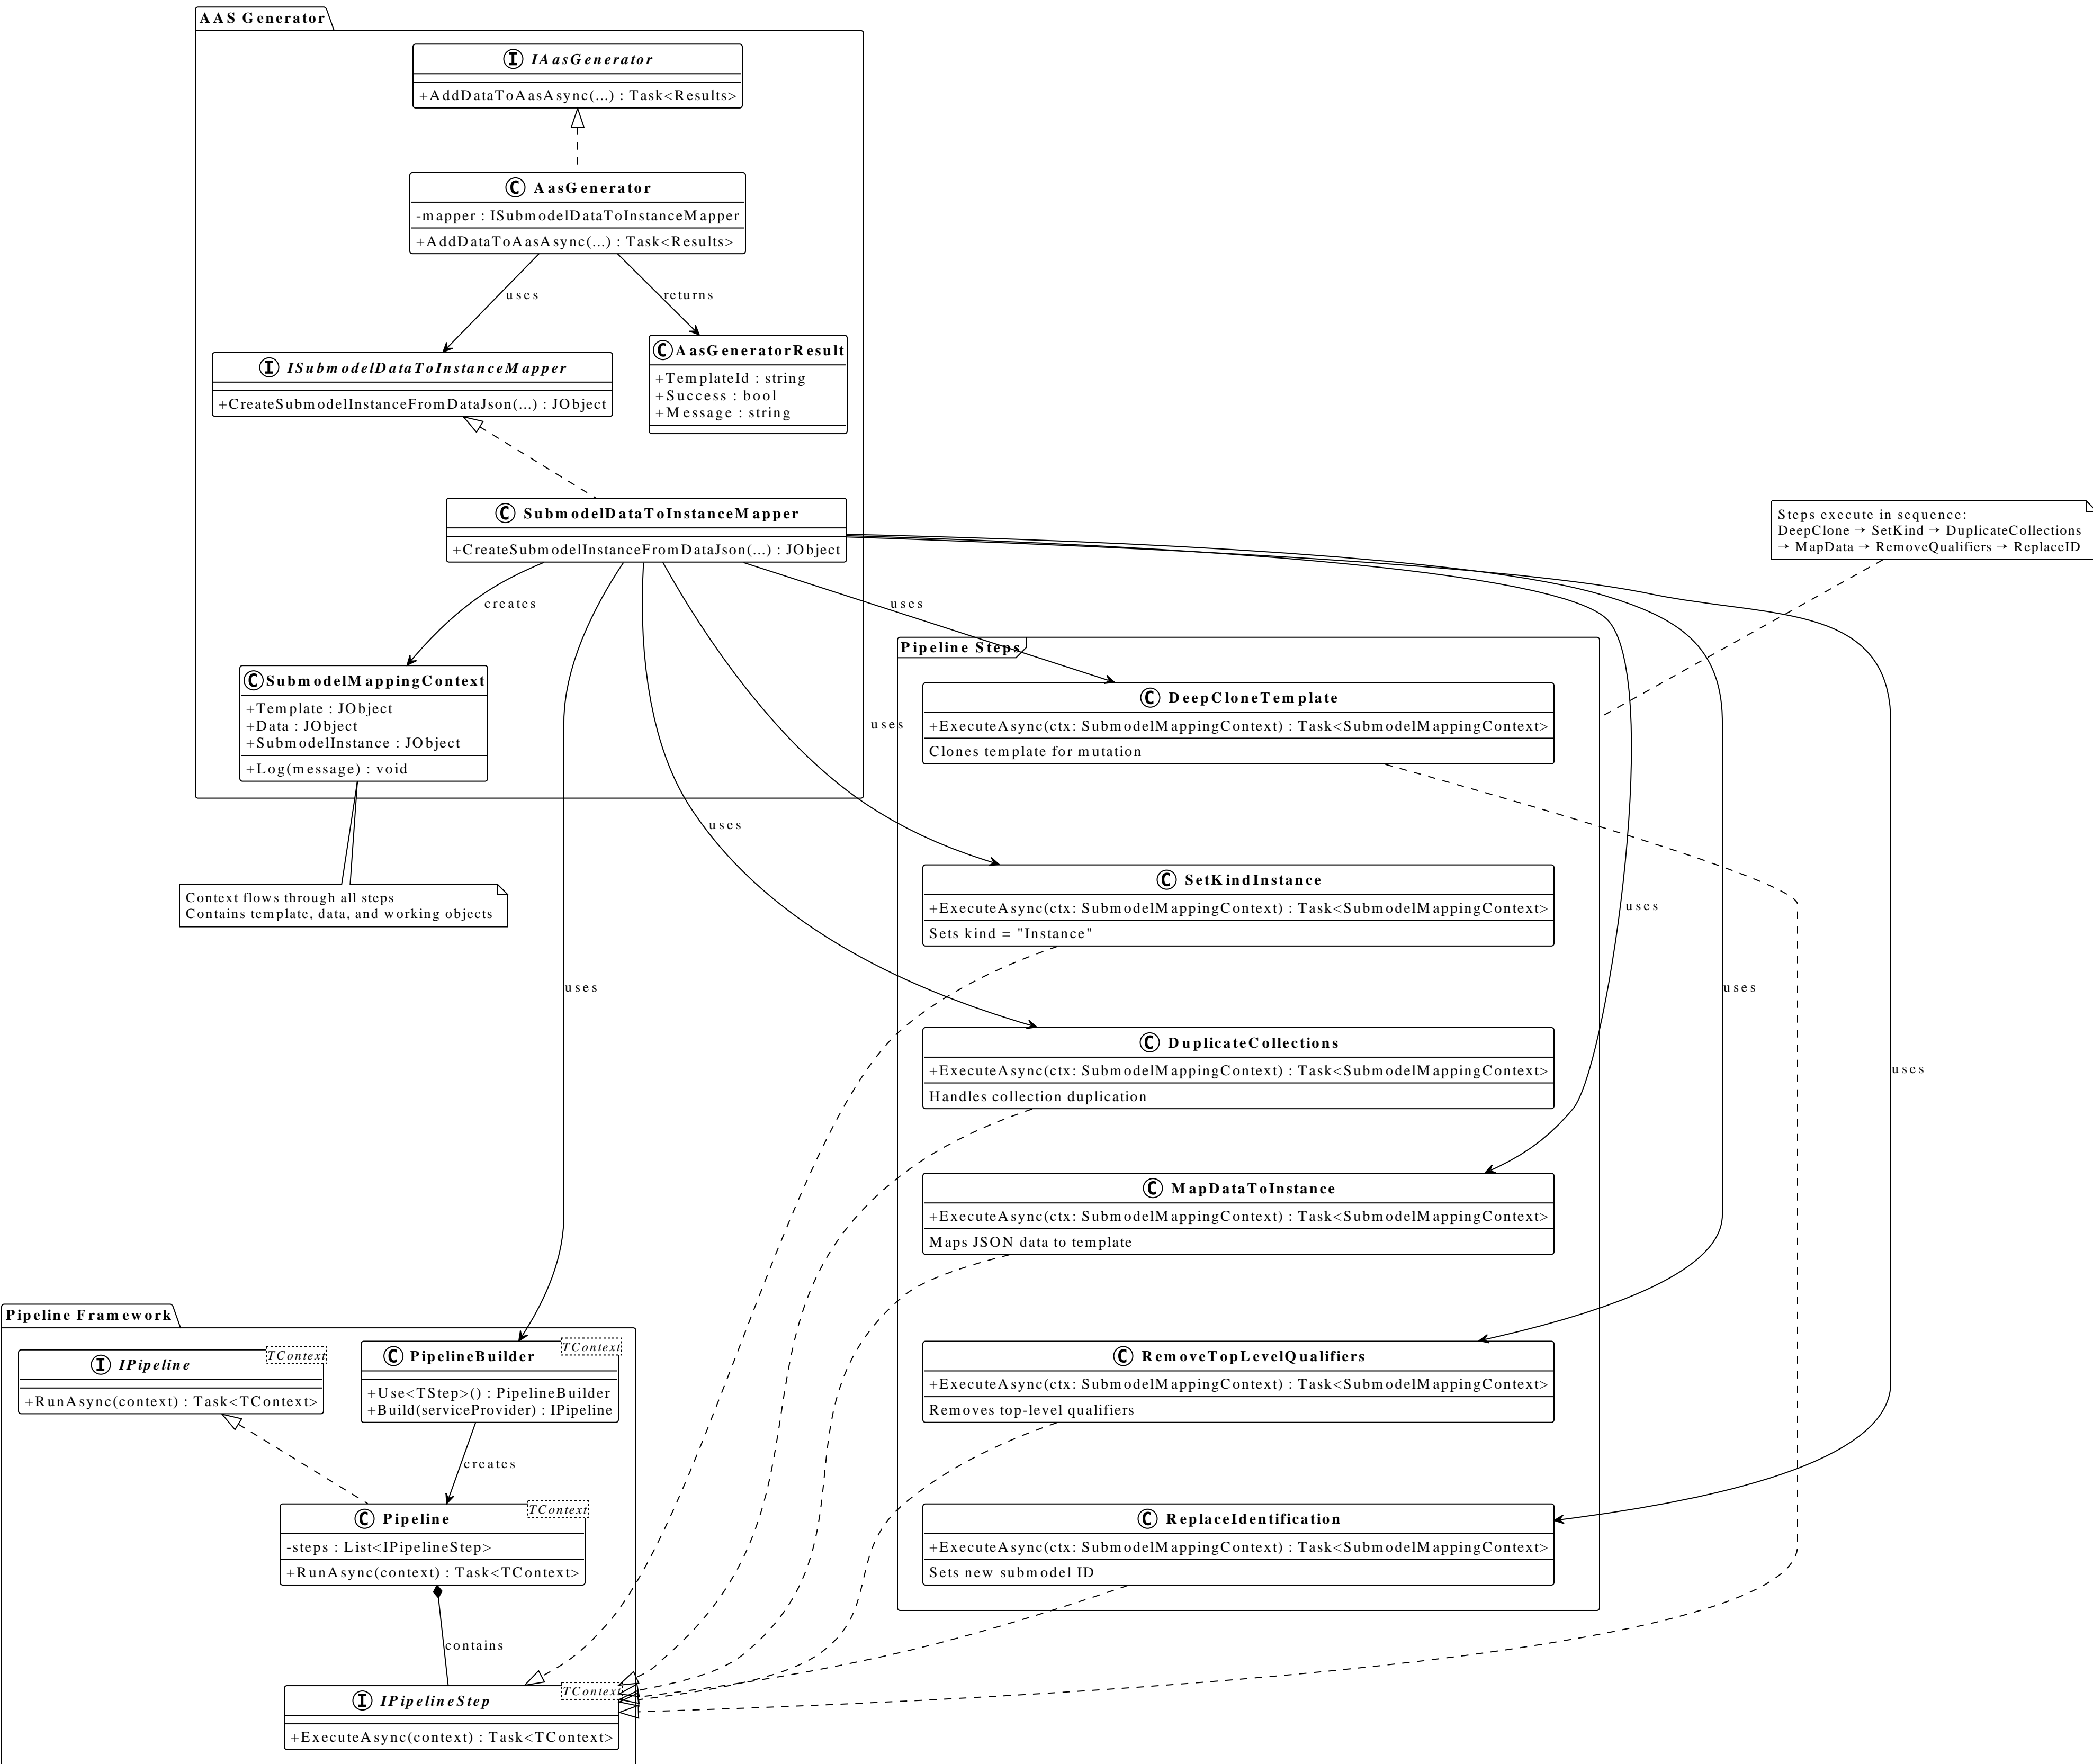 AAS Generator
I IAasGenerator
+AddDataToAasAsync(...) : Task<Results>
C AasGenerator
-mapper : ISubmodelDataToInstanceMapper
+AddDataToAasAsync(...) : Task<Results>
uses
returns
I ISubmodelDataToInstanceMapper
+CreateSubmodelInstanceFromDataJson(...) : JObject
C AasGeneratorResult
+TemplateId : string
+Success : bool
+Message : string
C SubmodelDataToInstanceMapper
+CreateSubmodelInstanceFromDataJson(...) : JObject
Steps execute in sequence:
DeepClone → SetKind → DuplicateCollections
→ MapData → RemoveQualifiers → ReplaceID
creates
uses
C SubmodelMappingContext
+Template : JObject
+Data : JObject
+SubmodelInstance : JObject
+Log(message) : void
Context flows through all steps
Contains template, data, and working objects
Pipeline Steps
C DeepCloneTemplate
+ExecuteAsync(ctx: SubmodelMappingContext) : Task<SubmodelMappingContext>
Clones template for mutation
uses
uses
C SetKindInstance
+ExecuteAsync(ctx: SubmodelMappingContext) : Task<SubmodelMappingContext>
Sets kind = "Instance"
uses
uses
uses
C DuplicateCollections
+ExecuteAsync(ctx: SubmodelMappingContext) : Task<SubmodelMappingContext>
Handles collection duplication
uses
C MapDataToInstance
+ExecuteAsync(ctx: SubmodelMappingContext) : Task<SubmodelMappingContext>
Maps JSON data to template
C RemoveTopLevelQualifiers
+ExecuteAsync(ctx: SubmodelMappingContext) : Task<SubmodelMappingContext>
Removes top-level qualifiers
C ReplaceIdentification
+ExecuteAsync(ctx: SubmodelMappingContext) : Task<SubmodelMappingContext>
Sets new submodel ID
Pipeline Framework
I IPipeline
TContext
+RunAsync(context) : Task<TContext>
C PipelineBuilder
TContext
+Use<TStep>() : PipelineBuilder
+Build(serviceProvider) : IPipeline
creates
C Pipeline
TContext
-steps : List<IPipelineStep>
+RunAsync(context) : Task<TContext>
contains
I IPipelineStep
TContext
+ExecuteAsync(context) : Task<TContext>